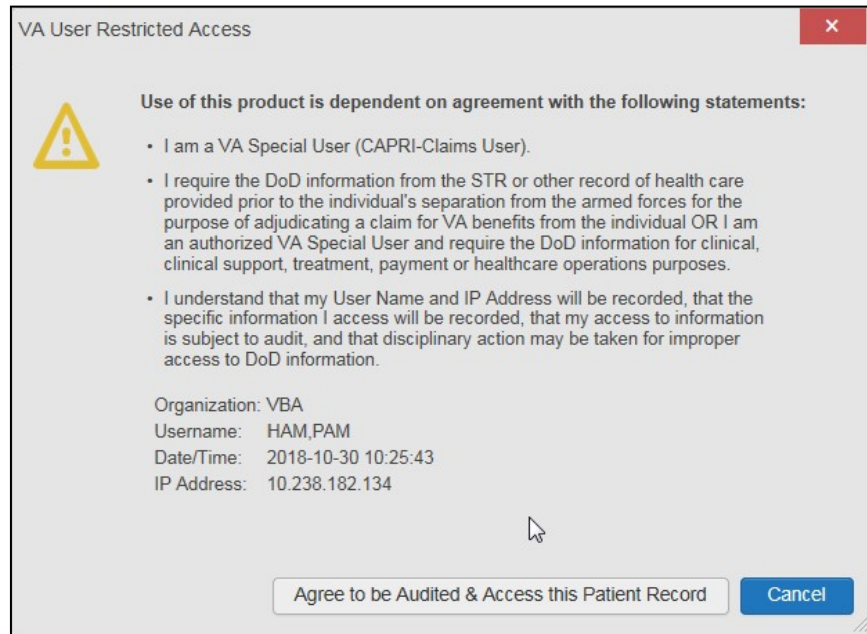 VA User Restricted Access
×
Use of this product is dependent on agreement with the following statements:
• I am a VA Special User (CAPRI-Claims User).
• I require the DoD information from the STR or other record of health care
provided prior to the individual's separation from the armed forces for the
purpose of adjudicating a claim for VA benefits from the individual OR I am
an authorized VA Special User and require the DoD information for clinical,
clinical support, treatment, payment or healthcare operations purposes.
• I understand that my User Name and IP Address will be recorded, that the
specific information I access will be recorded, that my access to information
is subject to audit, and that disciplinary action may be taken for improper
access to DoD information.
Organization: VBA
Username: HAM,PAM
Date/Time: 2018-10-30 10:25:43
IP Address: 10.238.182.134
Agree to be Audited & Access this Patient Record Cancel